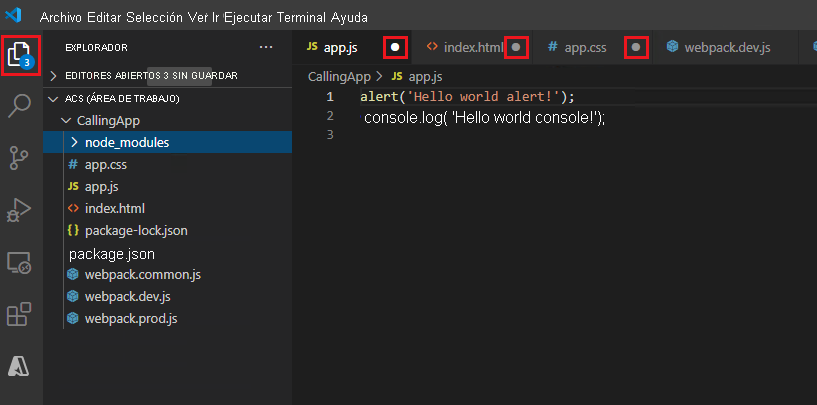 Archivo Editar Selección Ver Ir Ejecutar Terminal Ayuda
EXPLORADOR
3
EDITORES ABIERTOS 3 SIN GUARDAR
ACS (ÁREA DE TRABAJO)
CallingApp
node_modules
# app.css
JS app.js
<> index.html
{} package-lock.json
package.json
webpack.common.js
webpack.dev.js
webpack.prod.js
JS app.js
<> index.html
# app.css
webpack.dev.js
CallingApp > JS app.js
1 alert('Hello world alert!');
2 console.log( 'Hello world console!');
3